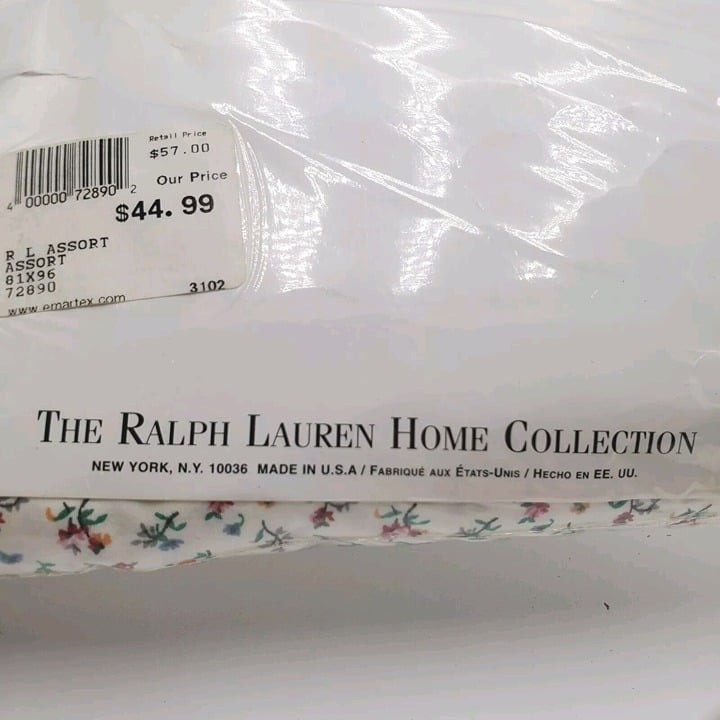 Retail Price
$57.00
4 00000 72890 2
Our Price
$44.99
R L ASSORT
ASSORT
81X96
72890
3102
www.emartex.com
THE RALPH LAUREN HOME COLLECTION
NEW YORK, N.Y. 10036 MADE IN U.S.A / FABRIQUÉ AUX ÉTATS-UNIS / HECHO EN EE. UU.